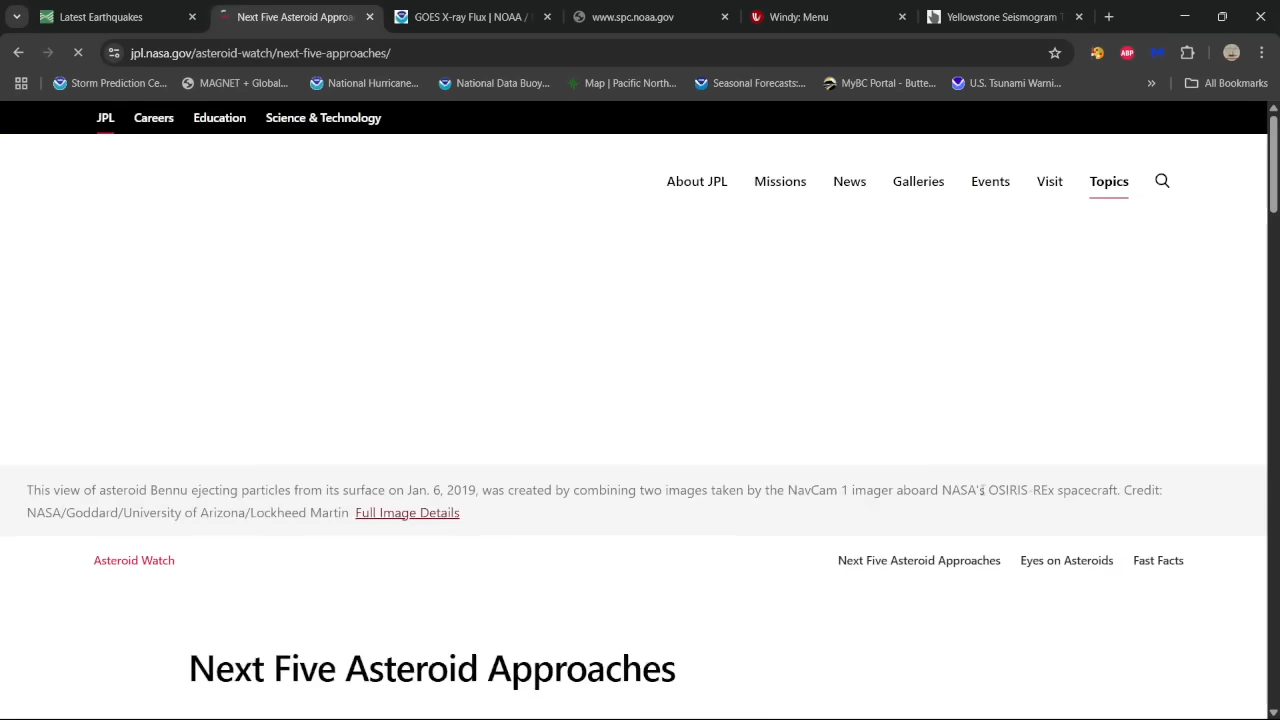 Latest Earthquakes
Next Five Asteroid Approa
GOES X-ray Flux | NOAA /
www.spc.noaa.gov
Windy: Menu
Yellowstone Seismogram T
jpl.nasa.gov/asteroid-watch/next-five-approaches/
ABP
Storm Prediction Ce...
MAGNET + Global...
National Hurricane...
National Data Buoy...
Map | Pacific North...
Seasonal Forecasts:...
MyBC Portal - Butte...
U.S. Tsunami Warni...
» All Bookmarks
JPL Careers Education Science & Technology
About JPL Missions News Galleries Events Visit Topics
This view of asteroid Bennu ejecting particles from its surface on Jan. 6, 2019, was created by combining two images taken by the NavCam 1 imager aboard NASA's OSIRIS-REx spacecraft. Credit:
NASA/Goddard/University of Arizona/Lockheed Martin Full Image Details
Asteroid Watch
Next Five Asteroid Approaches Eyes on Asteroids Fast Facts
Next Five Asteroid Approaches